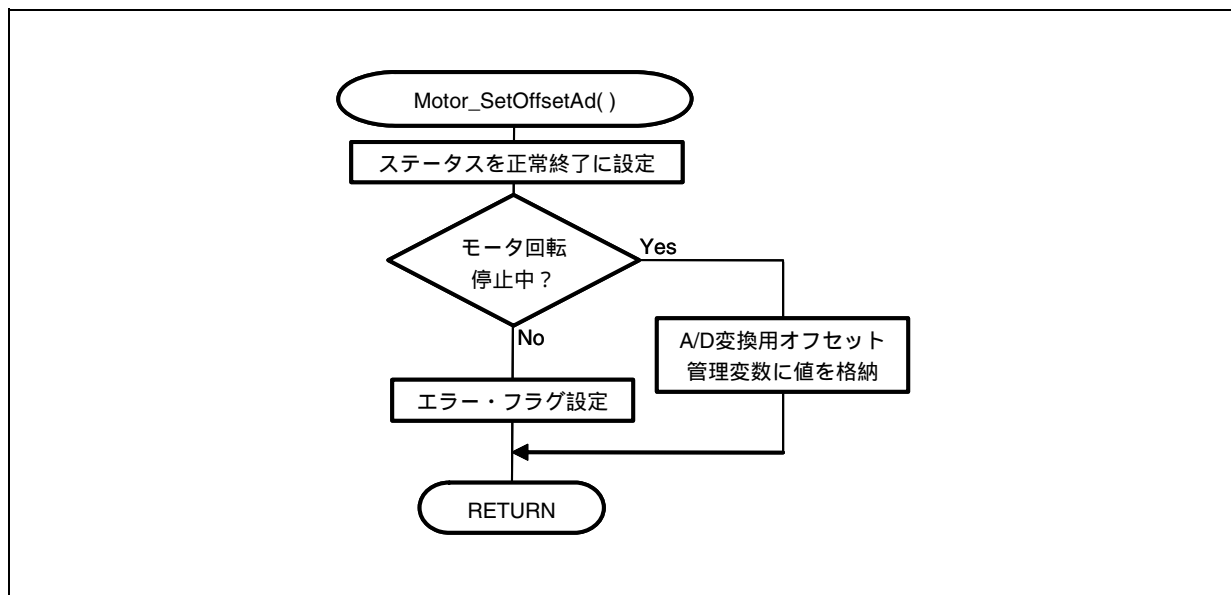 Motor_SetOffsetAd( )
ステータスを正常終了に設定
モータ回転
停止中？
Yes
No
A/D変換用オフセット
管理変数に値を格納
エラー・フラグ設定
RETURN